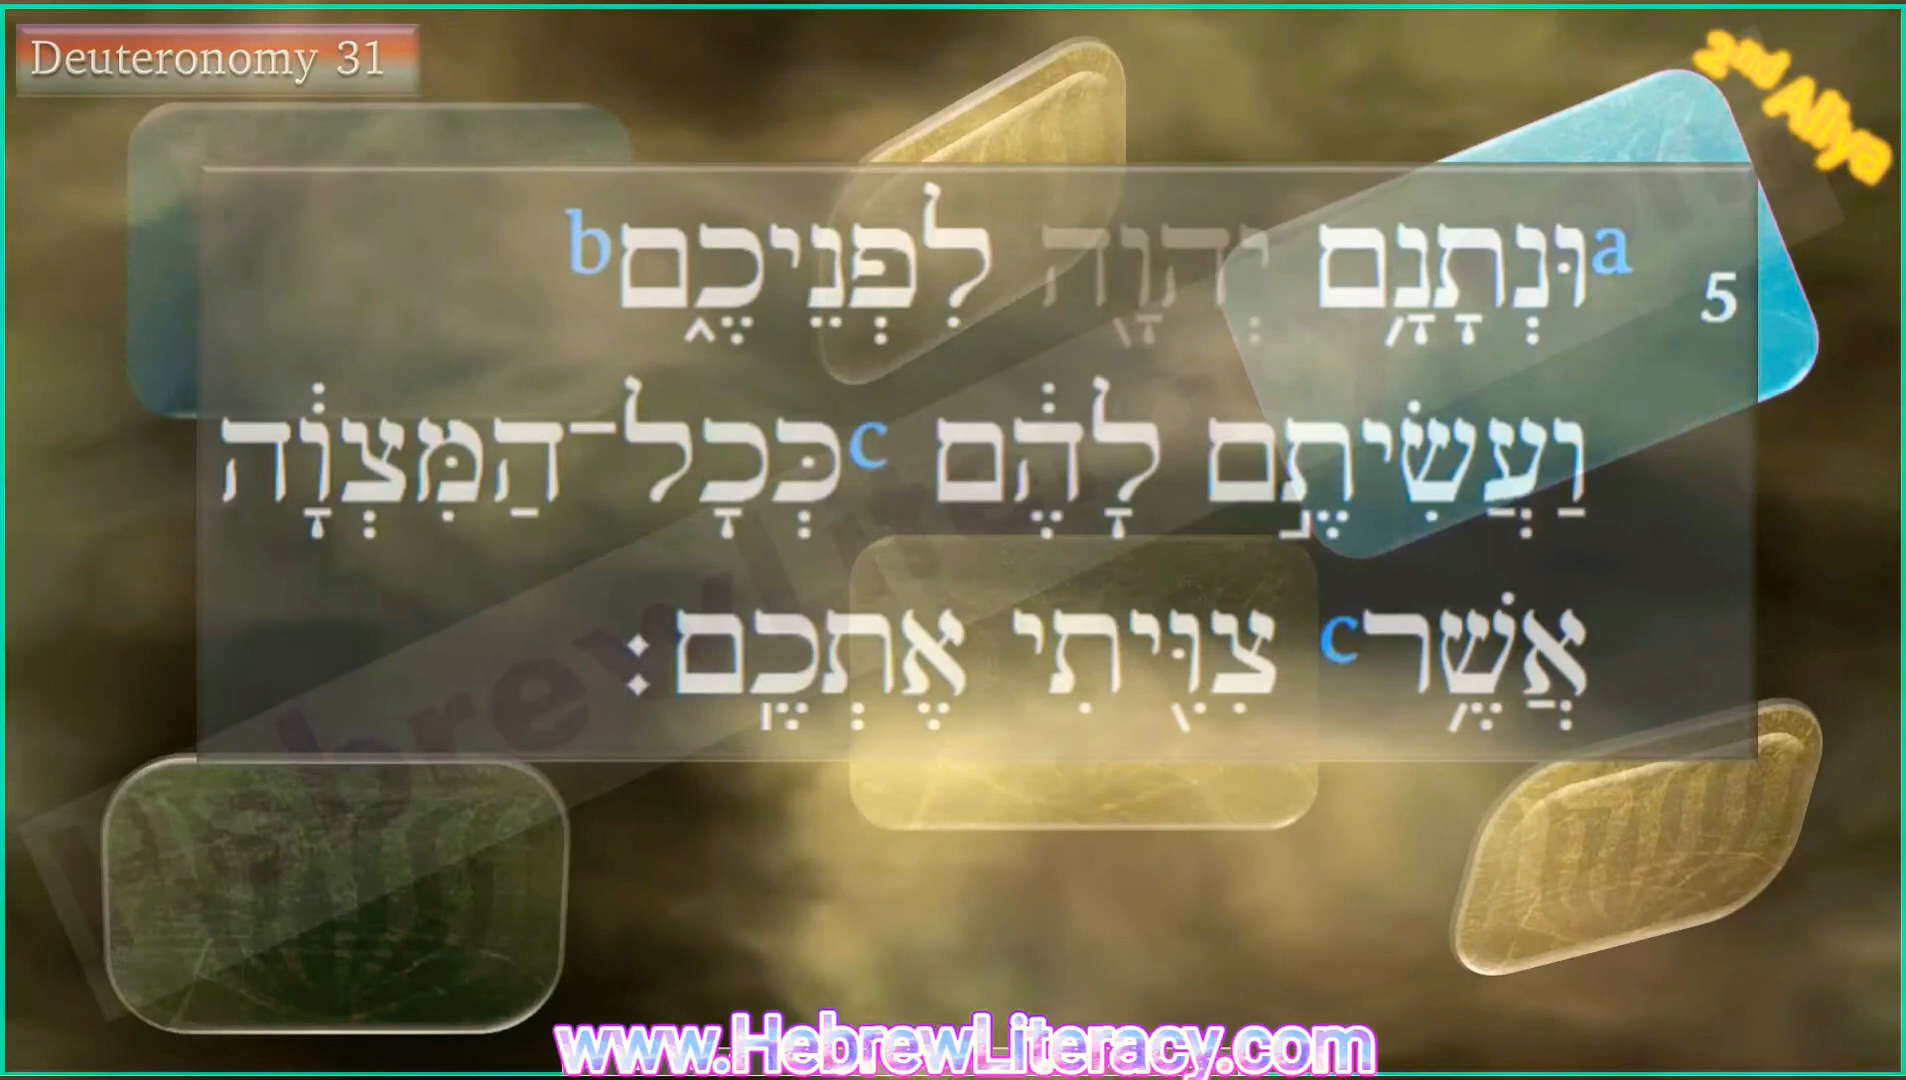 Deuteronomy 31
2nd Aliya
5 aוּנְתָנָ֥ם יְהוָ֖ה לִפְנֵיכֶ֑םb
וַעֲשִׂיתֶ֣ם לָהֶ֔ם cכְּכָל־הַמִּצְוָ֔ה
אֲשֶׁ֥רc צִוִּ֖יתִי אֶתְכֶֽם׃
www.HebrewLiteracy.com